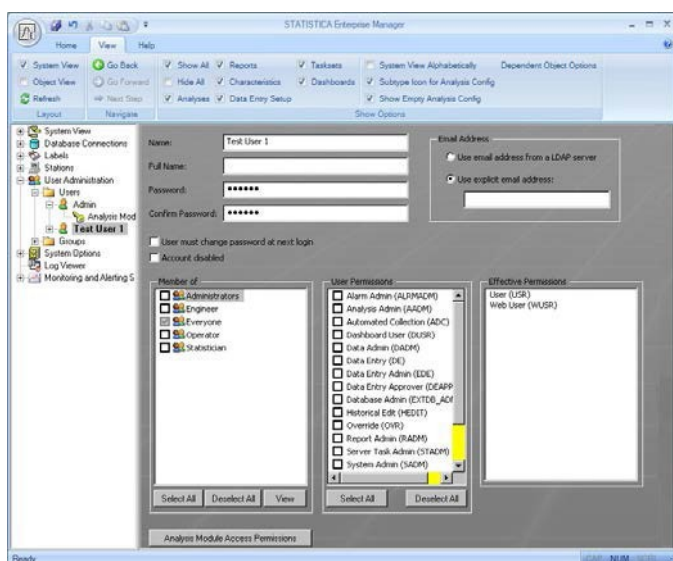 STATISTICA Enterprise Manager
Home View Help
System View Go Back Show All Reports Tasksets System View Alphabetically Dependent Object Options
Object View Go Forward Hide All Characteristics Dashboards Subtype Icon for Analysis Config
Refresh Next Step Analyses Data Entry Setup Show Empty Analysis Config
Layout Navigate Show Options
System View
Database Connections
Labels
Stations
User Administration
Users
Admin
Analysis Mod
Test User 1
Groups
System Options
Log Viewer
Monitoring and Alerting S
Name: Test User 1
Full Name:
Password:
Confirm Password:
Email Address
Use email address from a LDAP server
Use explicit email address:
User must change password at next login
Account disabled
Member of
Administrators
Engineer
Everyone
Operator
Statistician
Select All Deselect All View
User Permissions
Alarm Admin (ALRMADM)
Analysis Admin (AADM)
Automated Collection (ADC)
Dashboard User (DUSR)
Data Admin (DADM)
Data Entry (DE)
Data Entry Admin (EDE)
Data Entry Approver (DEAPP
Database Admin (EXTDB_ADM
Historical Edit (HEDIT)
Override (OVR)
Report Admin (RADM)
Server Task Admin (STADM)
System Admin (SADM)
Select All Deselect All
Effective Permissions
User (USR)
Web User (WUSR)
Analysis Module Access Permissions
Ready CAP NUM SCRL